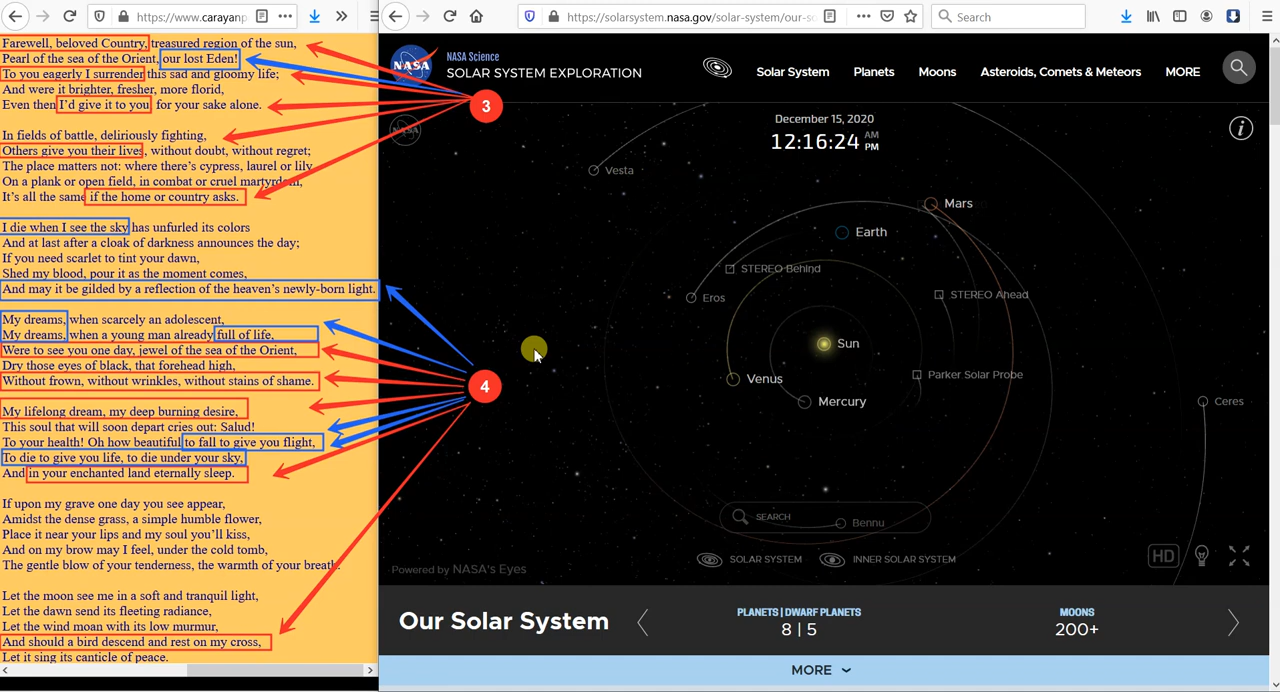 https://www.carayanp
Farewell, beloved Country, treasured region of the sun,
Pearl of the sea of the Orient, our lost Eden!
To you eagerly I surrender this sad and gloomy life;
And were it brighter, fresher, more florid,
Even then I'd give it to you for your sake alone.
In fields of battle, deliriously fighting,
Others give you their lives, without doubt, without regret;
The place matters not: where there's cypress, laurel or lily,
On a plank or open field, in combat or cruel martyrdom,
It's all the same if the home or country asks.
I die when I see the sky has unfurled its colors
And at last after a cloak of darkness announces the day;
If you need scarlet to tint your dawn,
Shed my blood, pour it as the moment comes,
And may it be gilded by a reflection of the heaven's newly-born light.
My dreams, when scarcely an adolescent,
My dreams, when a young man already full of life,
Were to see you one day, jewel of the sea of the Orient,
Dry those eyes of black, that forehead high,
Without frown, without wrinkles, without stains of shame.
My lifelong dream, my deep burning desire,
This soul that will soon depart cries out: Salud!
To your health! Oh how beautiful to fall to give you flight,
To die to give you life, to die under your sky,
And in your enchanted land eternally sleep.
If upon my grave one day you see appear,
Amidst the dense grass, a simple humble flower,
Place it near your lips and my soul you'll kiss,
And on my brow may I feel, under the cold tomb,
The gentle blow of your tenderness, the warmth of your breath.
Let the moon see me in a soft and tranquil light,
Let the dawn send its fleeting radiance,
Let the wind moan with its low murmur,
And should a bird descend and rest on my cross,
Let it sing its canticle of peace.
3
4
https://solarsystem.nasa.gov/solar-system/our-so
Search
NASA
NASA Science
SOLAR SYSTEM EXPLORATION
Solar System
Planets
Moons
Asteroids, Comets & Meteors
MORE
NASA
December 15, 2020
12:16:24 AM
PM
i
Vesta
Mars
Earth
STEREO Behind
STEREO Ahead
Eros
Sun
Venus
Parker Solar Probe
Mercury
Ceres
SEARCH
Bennu
SOLAR SYSTEM
INNER SOLAR SYSTEM
HD
Powered by NASA's Eyes
Our Solar System
PLANETS | DWARF PLANETS
8 | 5
MOONS
200+
MORE